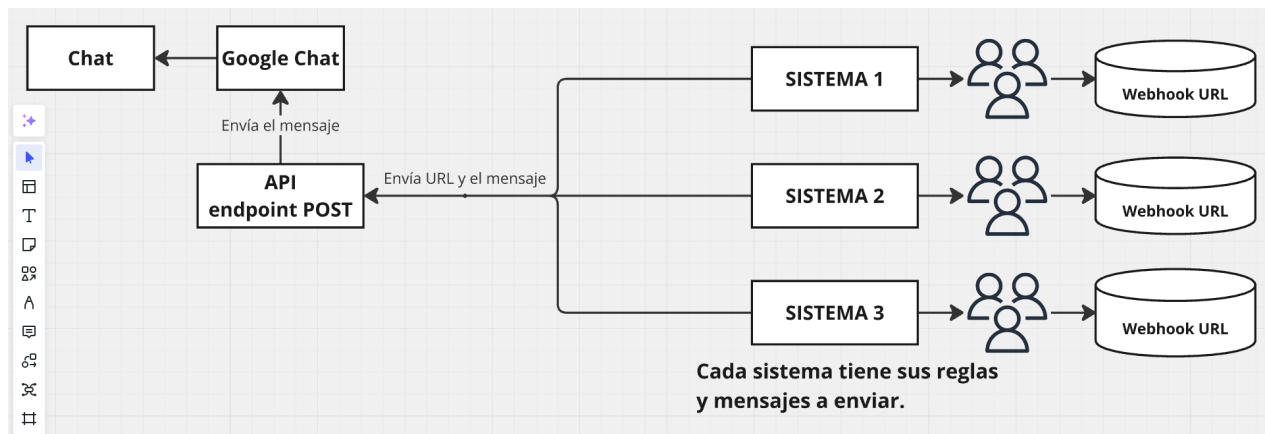 Chat
Google Chat
Envía el mensaje
API
endpoint POST
Envía URL y el mensaje
SISTEMA 1
Webhook URL
SISTEMA 2
Webhook URL
SISTEMA 3
Webhook URL
Cada sistema tiene sus reglas
y mensajes a enviar.